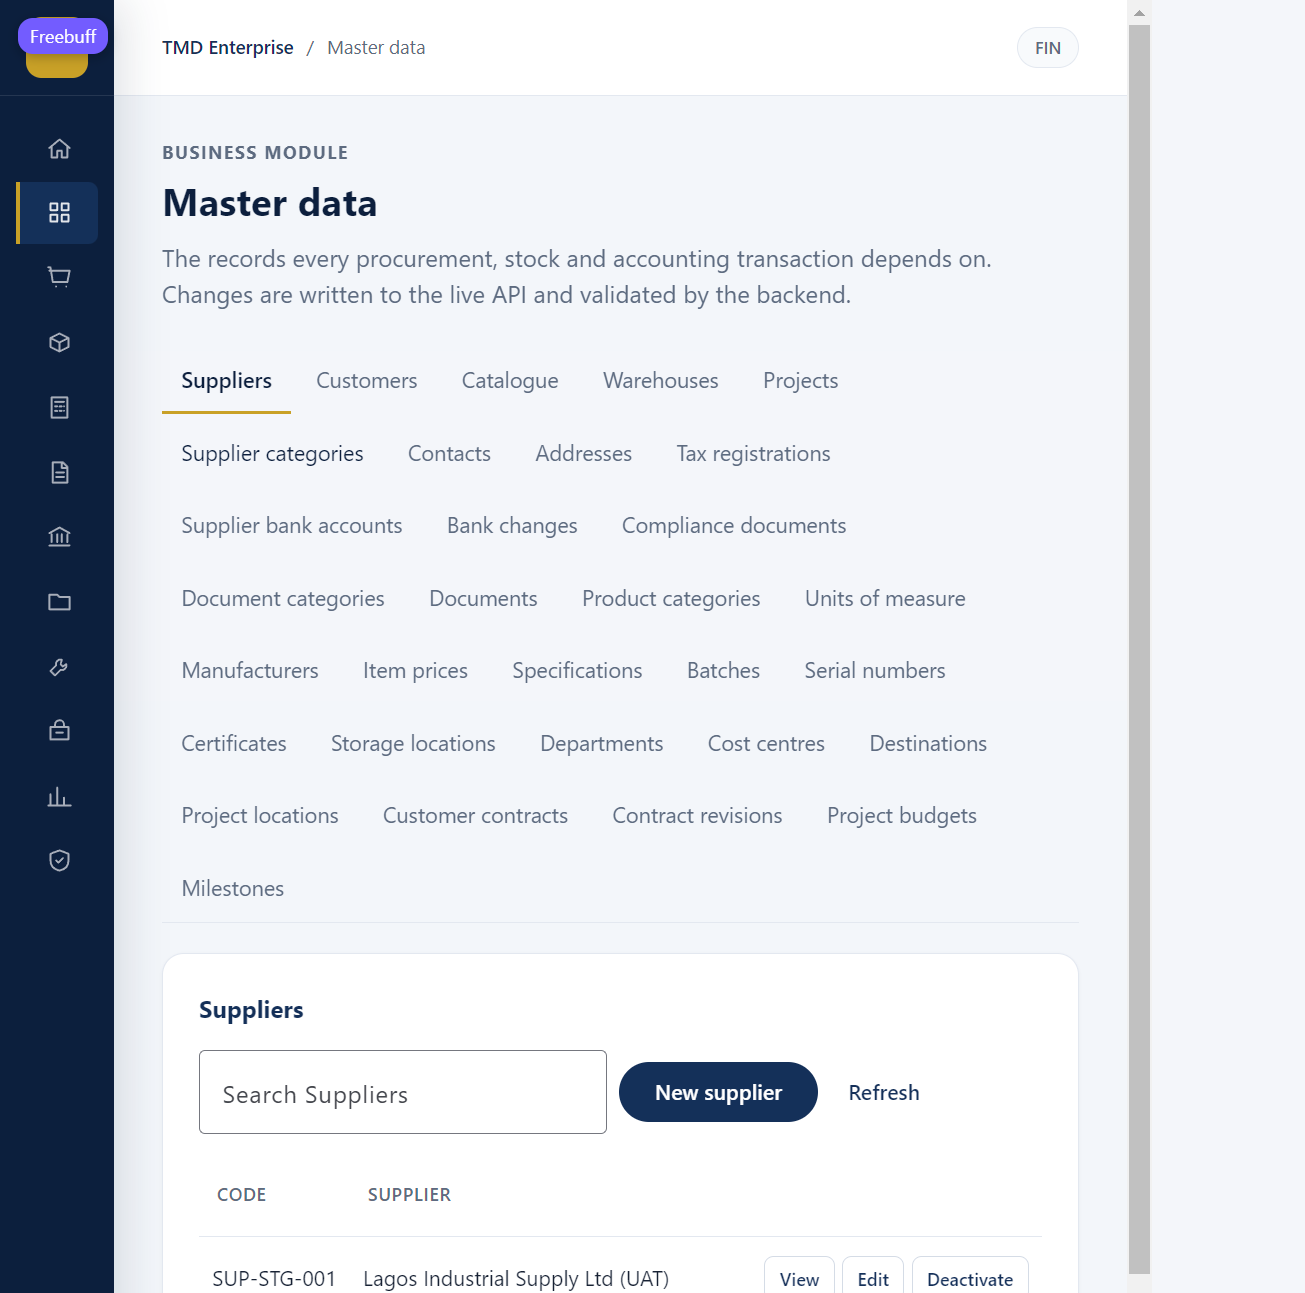 Freebuff
TMD Enterprise / Master data
FIN
BUSINESS MODULE
Master data
The records every procurement, stock and accounting transaction depends on.
Changes are written to the live API and validated by the backend.
Suppliers Customers Catalogue Warehouses Projects
Supplier categories Contacts Addresses Tax registrations
Supplier bank accounts Bank changes Compliance documents
Document categories Documents Product categories Units of measure
Manufacturers Item prices Specifications Batches Serial numbers
Certificates Storage locations Departments Cost centres Destinations
Project locations Customer contracts Contract revisions Project budgets
Milestones
Suppliers
Search Suppliers New supplier Refresh
CODE SUPPLIER
SUP-STG-001 Lagos Industrial Supply Ltd (UAT) View Edit Deactivate